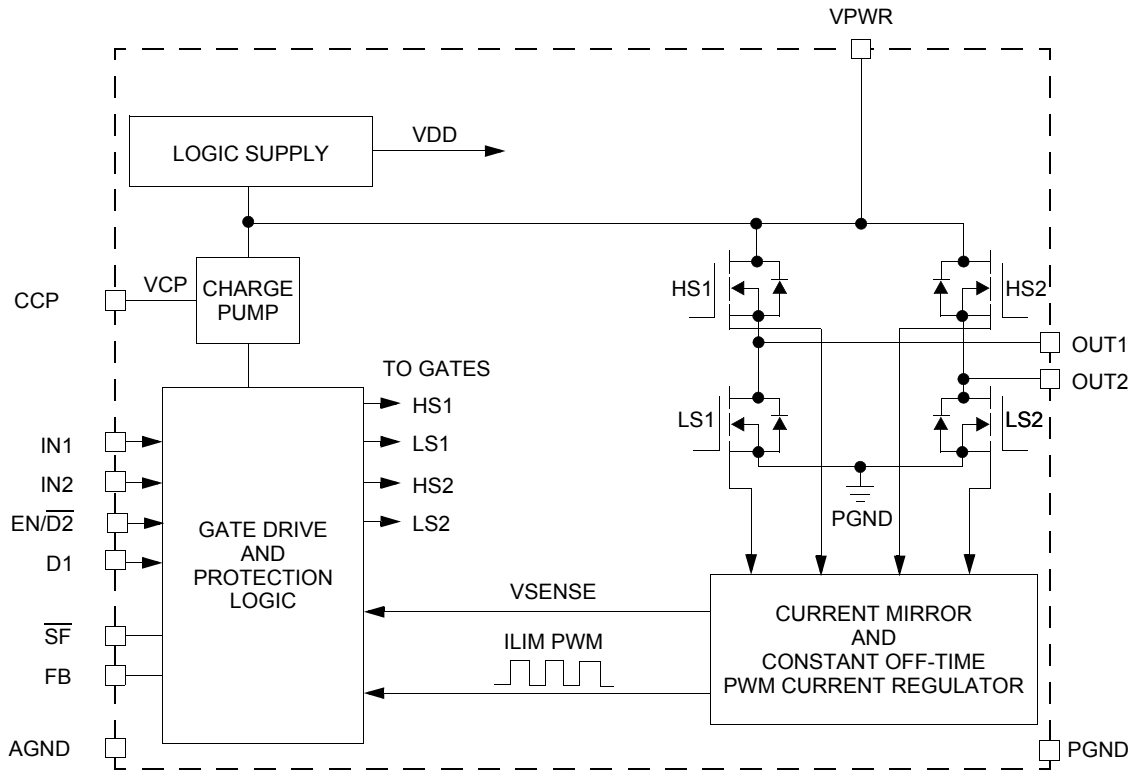 VPWR
LOGIC SUPPLY
VDD
CCP
VCP
CHARGE
PUMP
HS1
HS2
OUT1
OUT2
TO GATES
HS1
LS1
HS2
LS2
LS1
LS2
PGND
IN1
IN2
EN/D2
D1
SF
FB
AGND
GATE DRIVE
AND
PROTECTION
LOGIC
VSENSE
ILIM PWM
CURRENT MIRROR
AND
CONSTANT OFF-TIME
PWM CURRENT REGULATOR
PGND